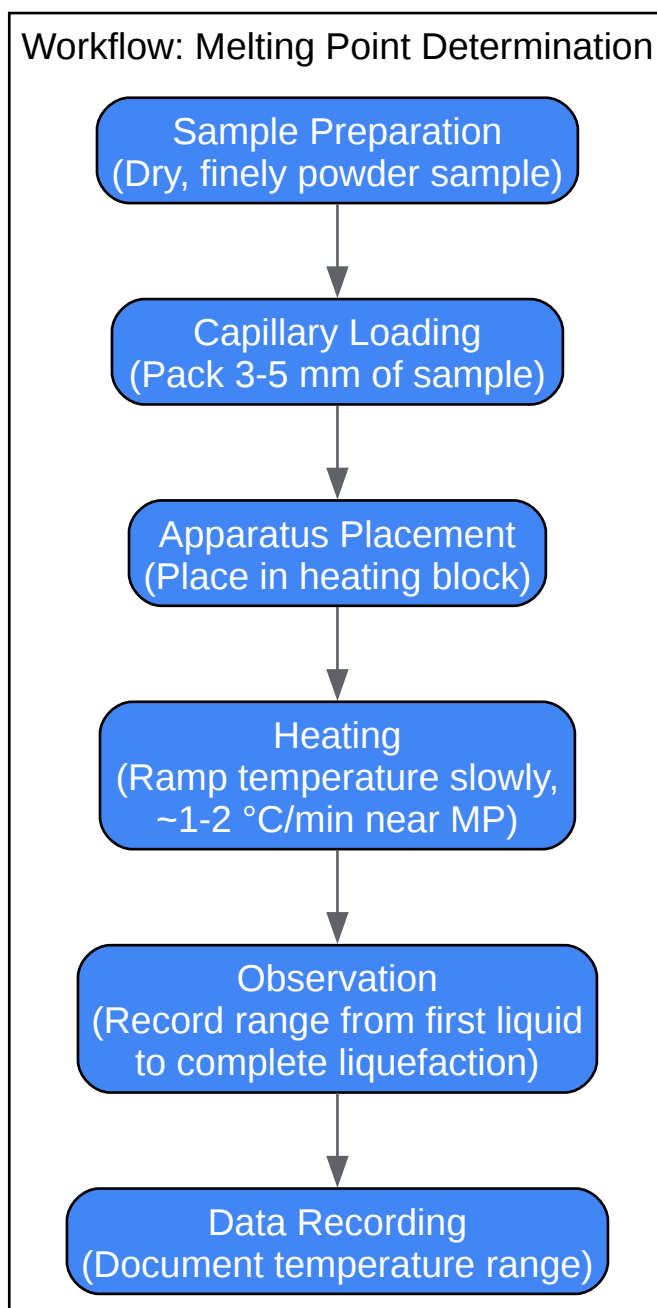 Workflow: Melting Point Determination
Sample Preparation
(Dry, finely powder sample)
Capillary Loading
(Pack 3-5 mm of sample)
Apparatus Placement
(Place in heating block)
Heating
(Ramp temperature slowly,
~1-2 °C/min near MP)
Observation
(Record range from first liquid
to complete liquefaction)
Data Recording
(Document temperature range)